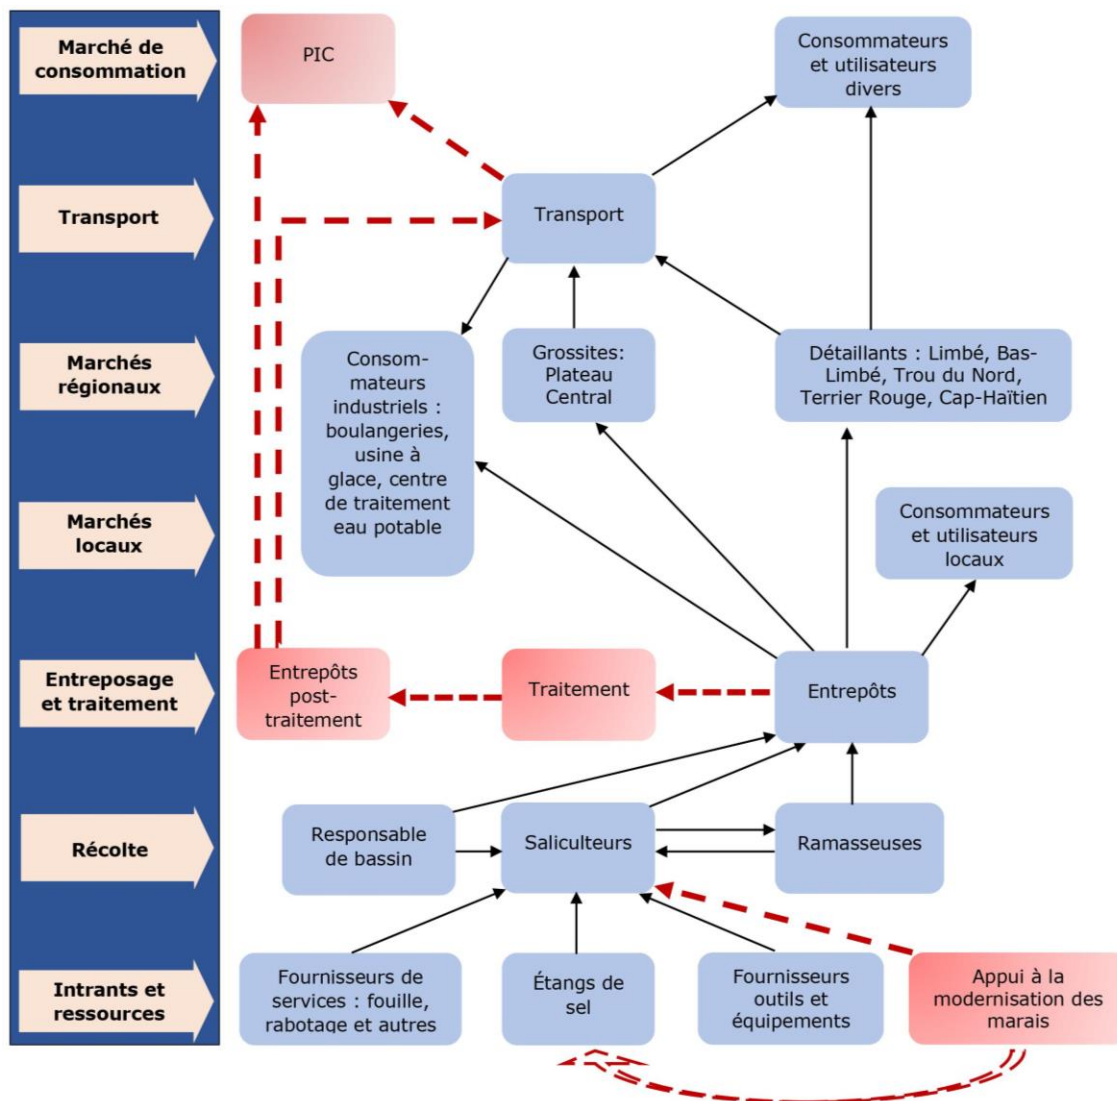 Marché de
consommation
PIC
Consommateurs
et utilisateurs
divers
Transport
Transport
Marchés
régionaux
Consom-
mateurs
industriels :
boulangeries,
usine à
glace, centre
de traitement
eau potable
Grossites:
Plateau
Central
Détaillants : Limbé, Bas-
Limbé, Trou du Nord,
Terrier Rouge, Cap-Haïtien
Marchés
locaux
Consommateurs
et utilisateurs
locaux
Entreposage
et traitement
Entrepôts
post-
traitement
Traitement
Entrepôts
Récolte
Responsable
de bassin
Saliculteurs
Ramasseuses
Intrants et
ressources
Fournisseurs de
services : fouille,
rabotage et autres
Étangs de
sel
Fournisseurs
outils et
équipements
Appui à la
modernisation des
marais